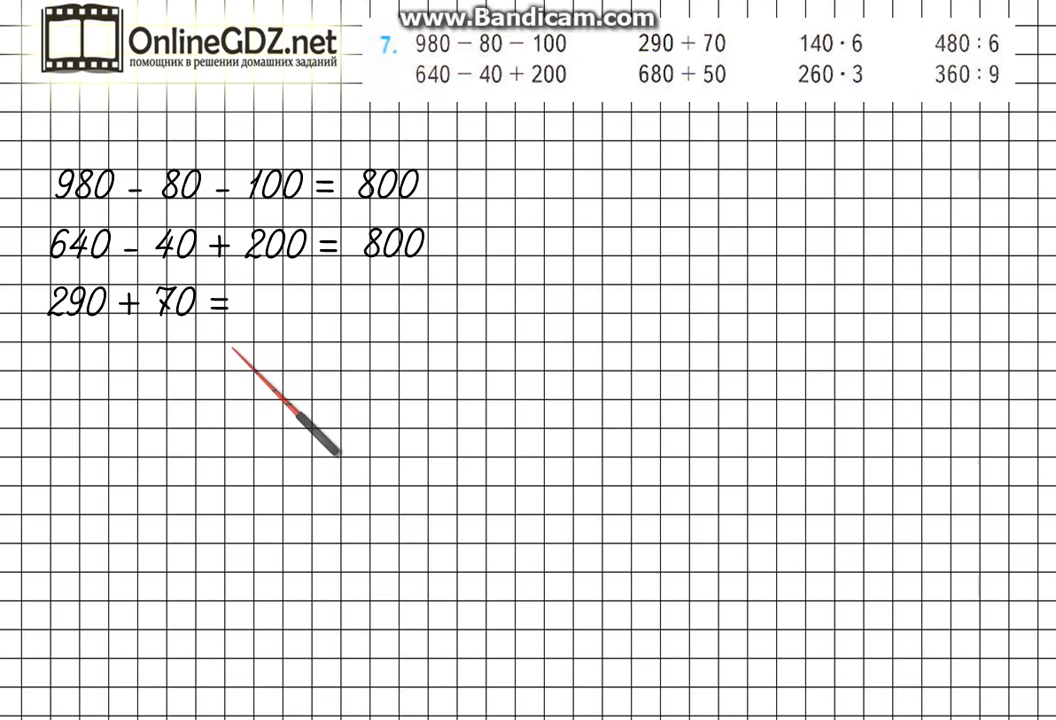 www.Bandicam.com
OnlineGDZ.net
помощник в решении домашних заданий
7. 980 − 80 − 100 290 + 70 140 · 6 480 : 6
640 − 40 + 200 680 + 50 260 · 3 360 : 9
980 - 80 - 100 = 800
640 - 40 + 200 = 800
290 + 70 =